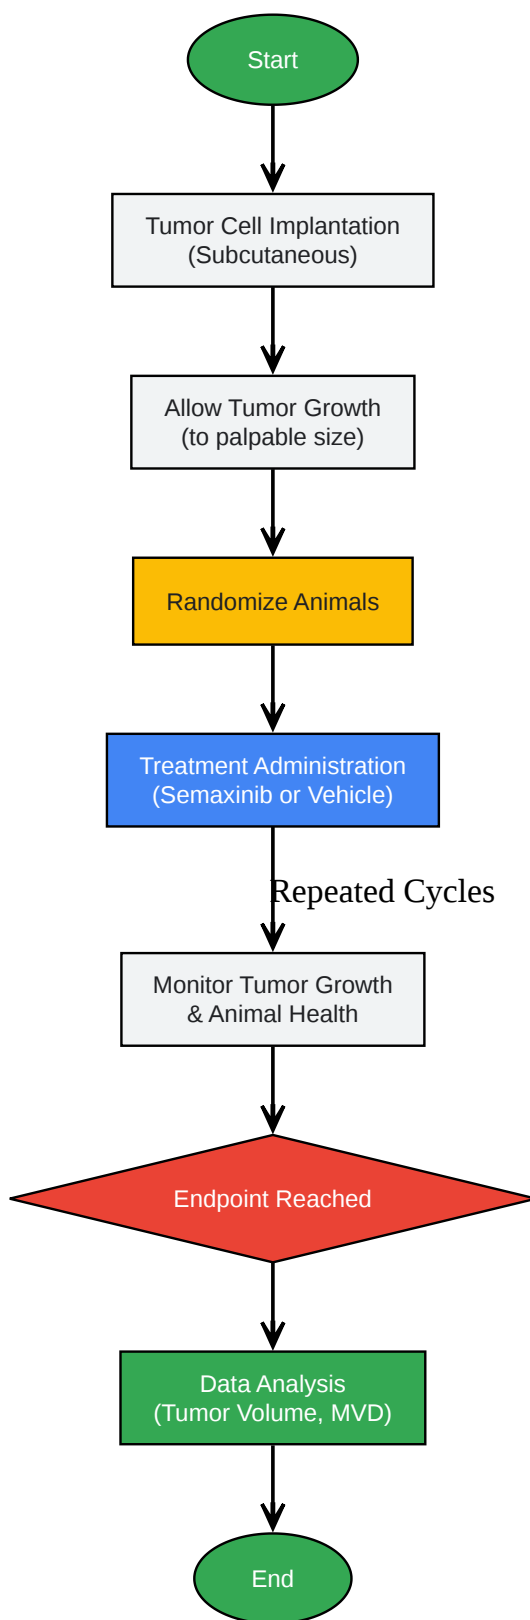 Start
Tumor Cell Implantation
(Subcutaneous)
Allow Tumor Growth
(to palpable size)
Randomize Animals
Treatment Administration
(Semaxinib or Vehicle)
Repeated Cycles
Monitor Tumor Growth
& Animal Health
Endpoint Reached
Data Analysis
(Tumor Volume, MVD)
End